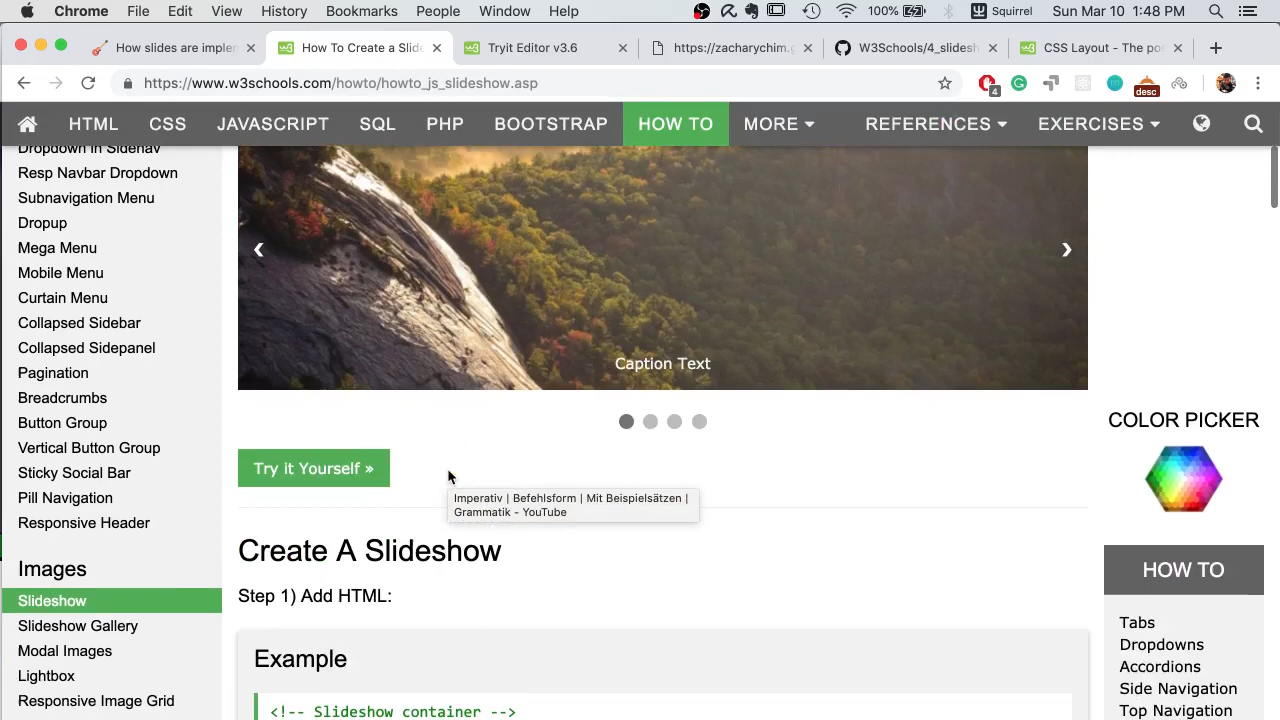 Chrome File Edit View History Bookmarks People Window Help 100% Squirrel Sun Mar 10 1:48 PM
How slides are implem
How To Create a Slide
Tryit Editor v3.6
https://zacharychim.g
W3Schools/4_slidesh
CSS Layout - The po
https://www.w3schools.com/howto/howto_js_slideshow.asp
4
desc
HTML CSS JAVASCRIPT SQL PHP BOOTSTRAP HOW TO MORE REFERENCES EXERCISES
Dropdown in Sidenav
Resp Navbar Dropdown
Subnavigation Menu
Dropup
Mega Menu
Mobile Menu
Curtain Menu
Collapsed Sidebar
Collapsed Sidepanel
Pagination
Breadcrumbs
Button Group
Vertical Button Group
Sticky Social Bar
Pill Navigation
Responsive Header
Images
Slideshow
Slideshow Gallery
Modal Images
Lightbox
Responsive Image Grid
❮
❯
Caption Text
Try it Yourself »
Imperativ | Befehlsform | Mit Beispielsätzen |
Grammatik - YouTube
Create A Slideshow
Step 1) Add HTML:
Example
<!-- Slideshow container -->
COLOR PICKER
HOW TO
Tabs
Dropdowns
Accordions
Side Navigation
Top Navigation